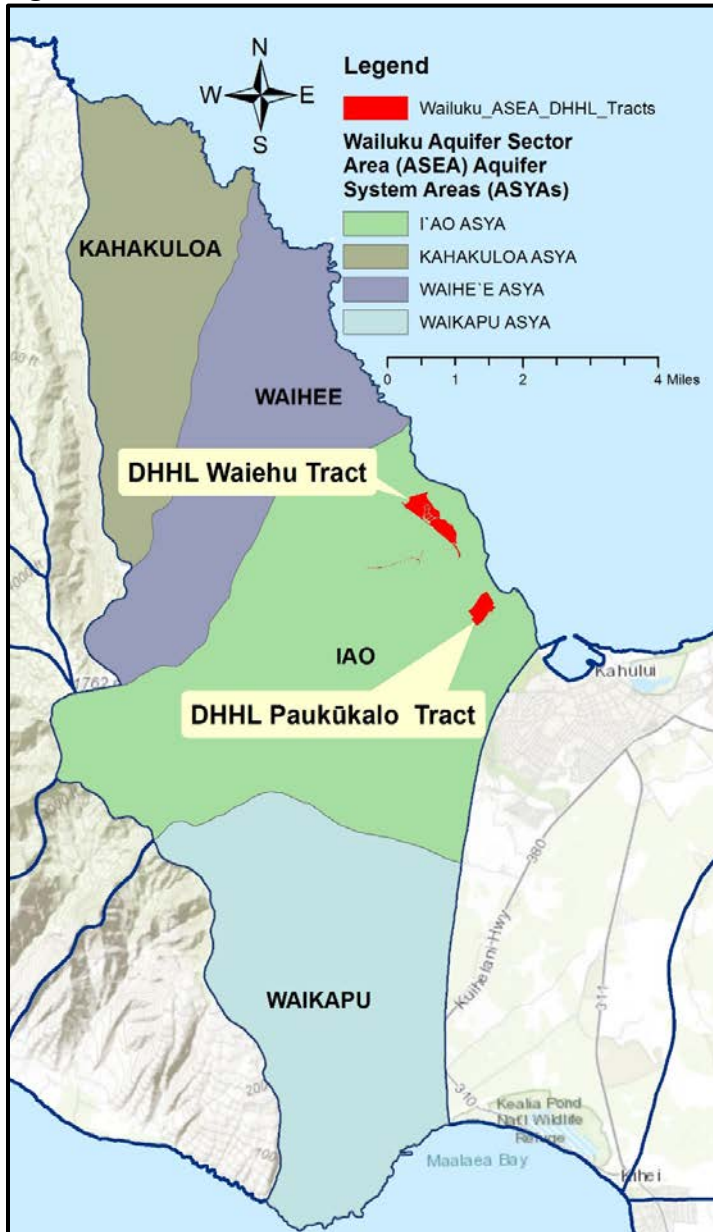 N
W E
S
Legend
Wailuku_ASEA_DHHL_Tracts
Wailuku Aquifer Sector
Area (ASEA) Aquifer
System Areas (ASYAs)
I`AO ASYA
KAHAKULOA ASYA
WAIHE`E ASYA
WAIKAPU ASYA
0 1 2 4 Miles
KAHAKULOA
WAIHEE
DHHL Waiehu Tract
IAO
1762
Kahului
DHHL Paukūkalo Tract
380
Kuihelani Hwy
311
WAIKAPU
310
Kealia Pond
Nat'l Wildlife
Refuge
Maalaea Bay
Kihei